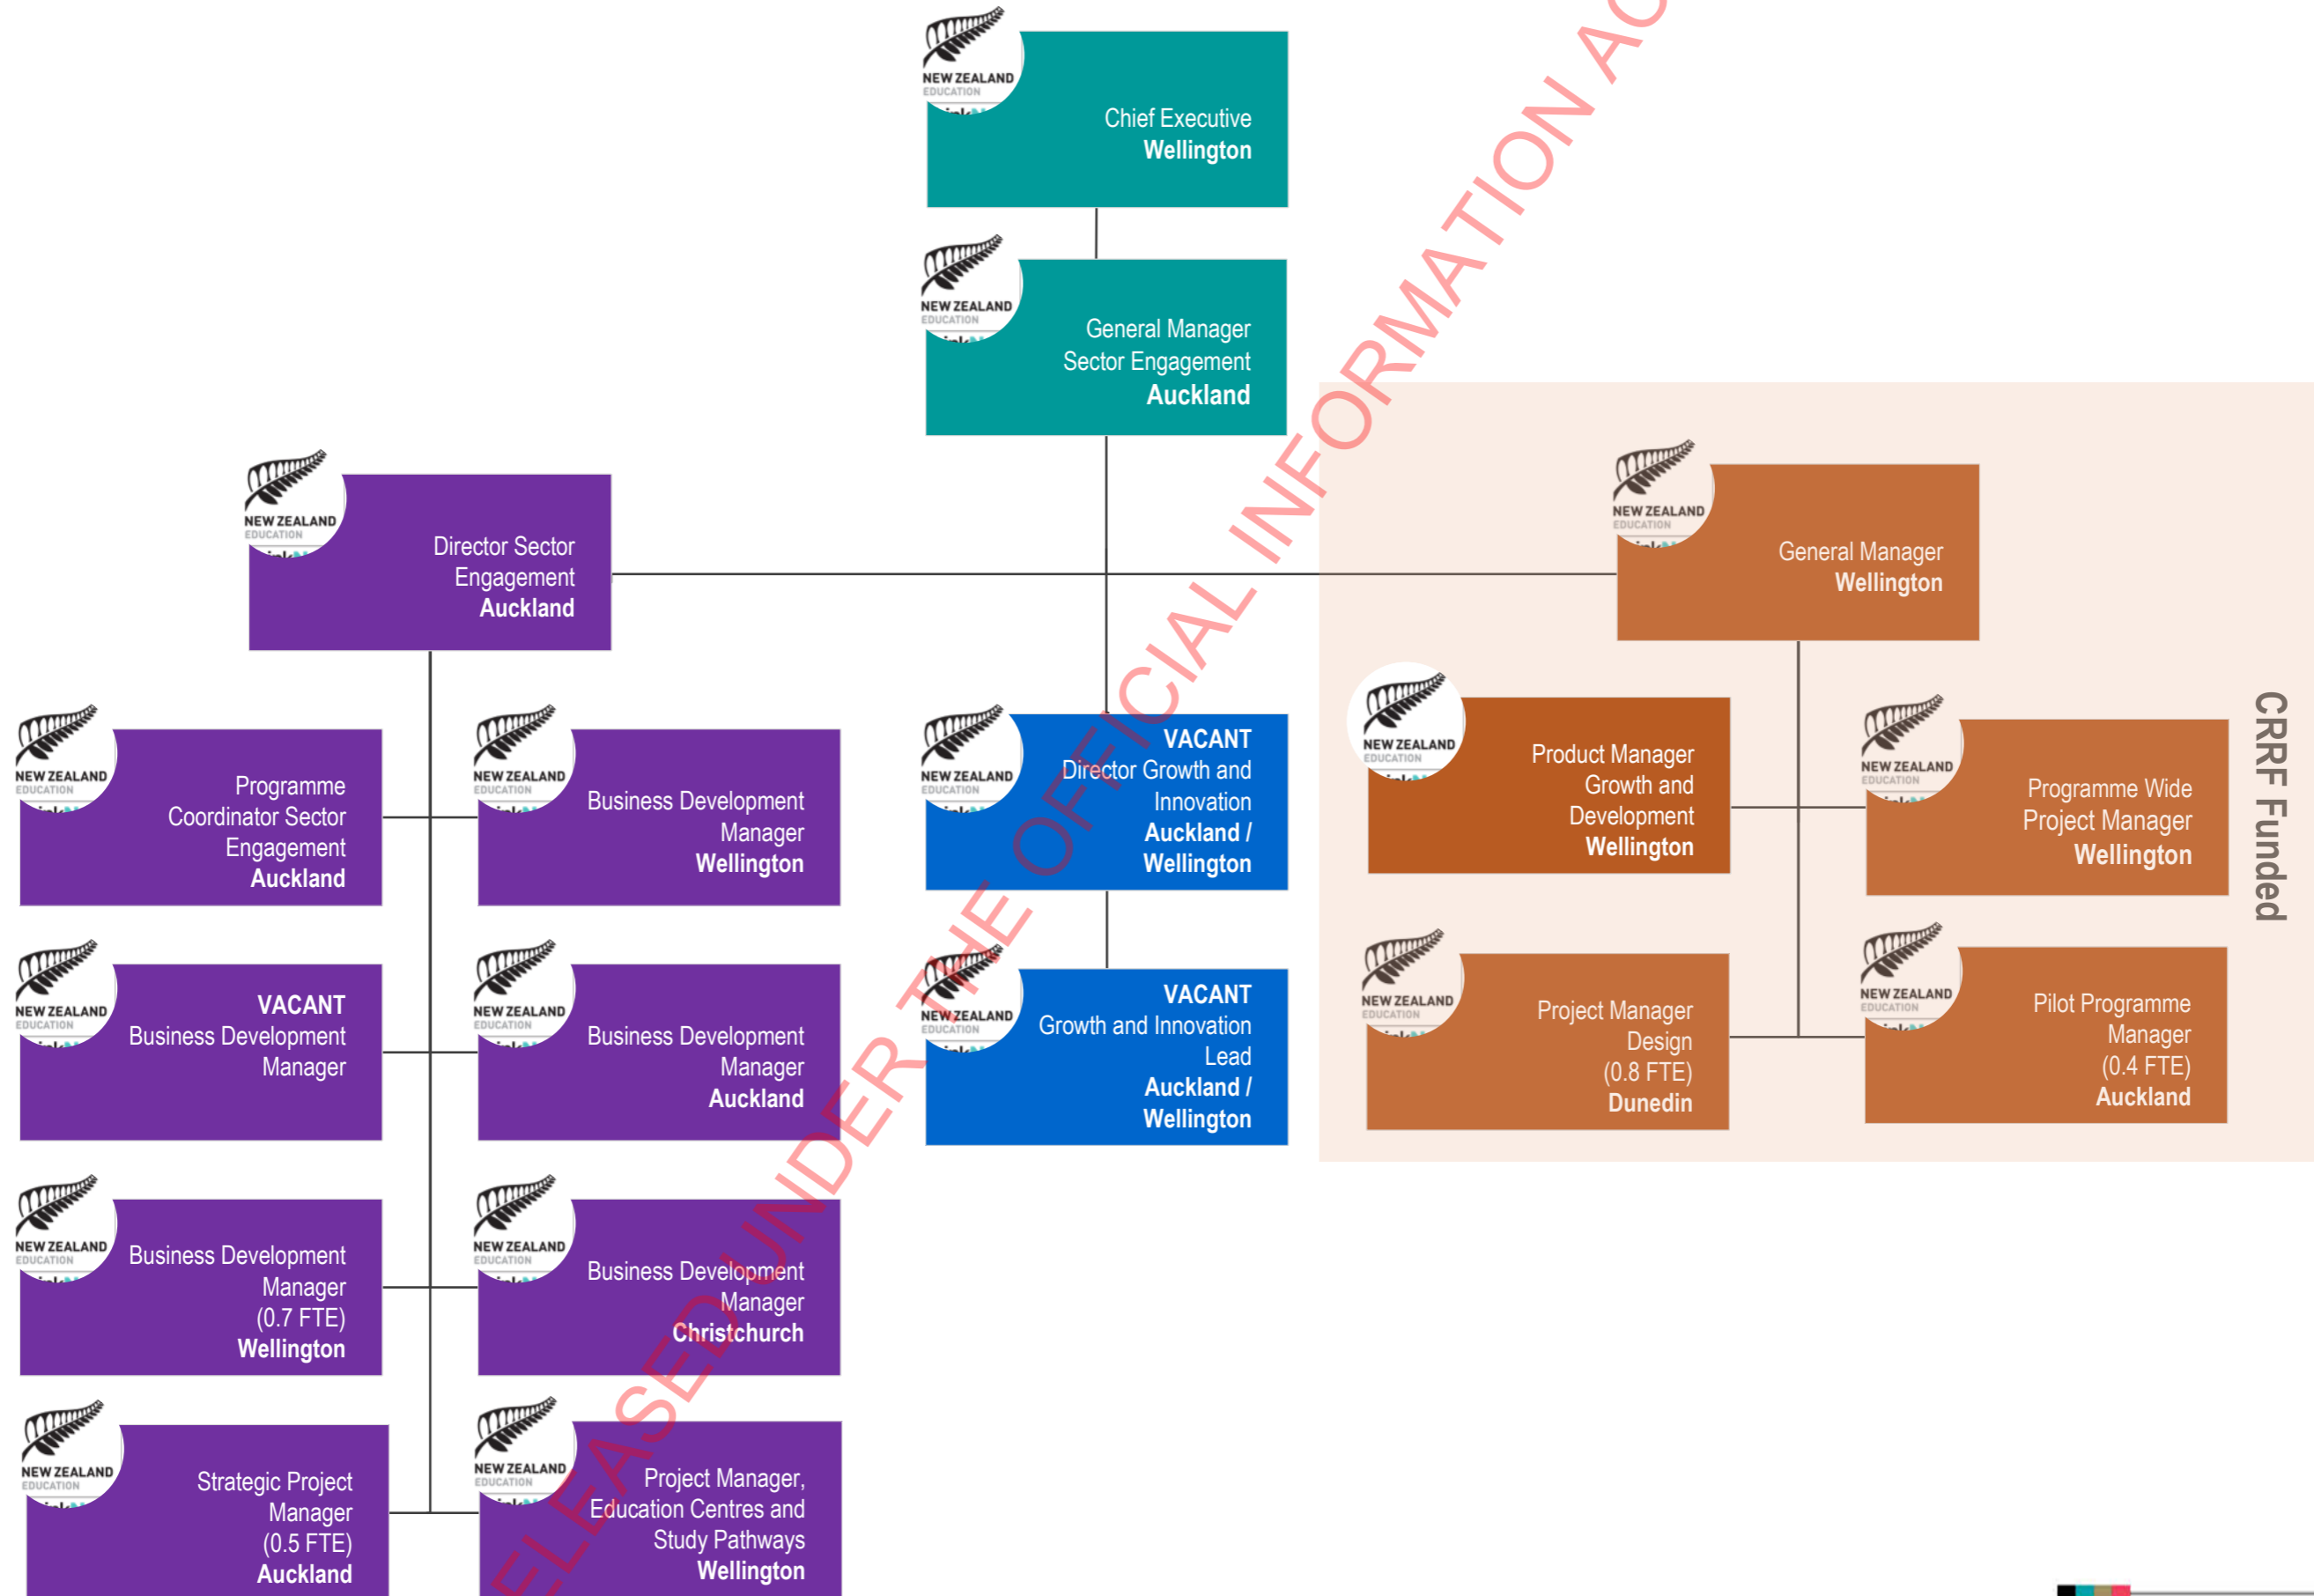 NEW ZEALAND
EDUCATION
Chief Executive
Wellington
NEW ZEALAND
EDUCATION
General Manager
Sector Engagement
Auckland
NEW ZEALAND
EDUCATION
Director Sector
Engagement
Auckland
NEW ZEALAND
EDUCATION
General Manager
Wellington
NEW ZEALAND
EDUCATION
Programme
Coordinator Sector
Engagement
Auckland
NEW ZEALAND
EDUCATION
Business Development
Manager
Wellington
NEW ZEALAND
EDUCATION
VACANT
Director Growth and
Innovation
Auckland /
Wellington
NEW ZEALAND
EDUCATION
Product Manager
Growth and
Development
Wellington
NEW ZEALAND
EDUCATION
Programme Wide
Project Manager
Wellington
CRRF Funded
NEW ZEALAND
EDUCATION
VACANT
Business Development
Manager
NEW ZEALAND
EDUCATION
Business Development
Manager
Auckland
NEW ZEALAND
EDUCATION
VACANT
Growth and Innovation
Lead
Auckland /
Wellington
NEW ZEALAND
EDUCATION
Project Manager
Design
(0.8 FTE)
Dunedin
NEW ZEALAND
EDUCATION
Pilot Programme
Manager
(0.4 FTE)
Auckland
NEW ZEALAND
EDUCATION
Business Development
Manager
(0.7 FTE)
Wellington
NEW ZEALAND
EDUCATION
Business Development
Manager
Christchurch
NEW ZEALAND
EDUCATION
Strategic Project
Manager
(0.5 FTE)
Auckland
NEW ZEALAND
EDUCATION
Project Manager,
Education Centres and
Study Pathways
Wellington
ELEASED UNDER THE OFFICIAL INFORMATION AC